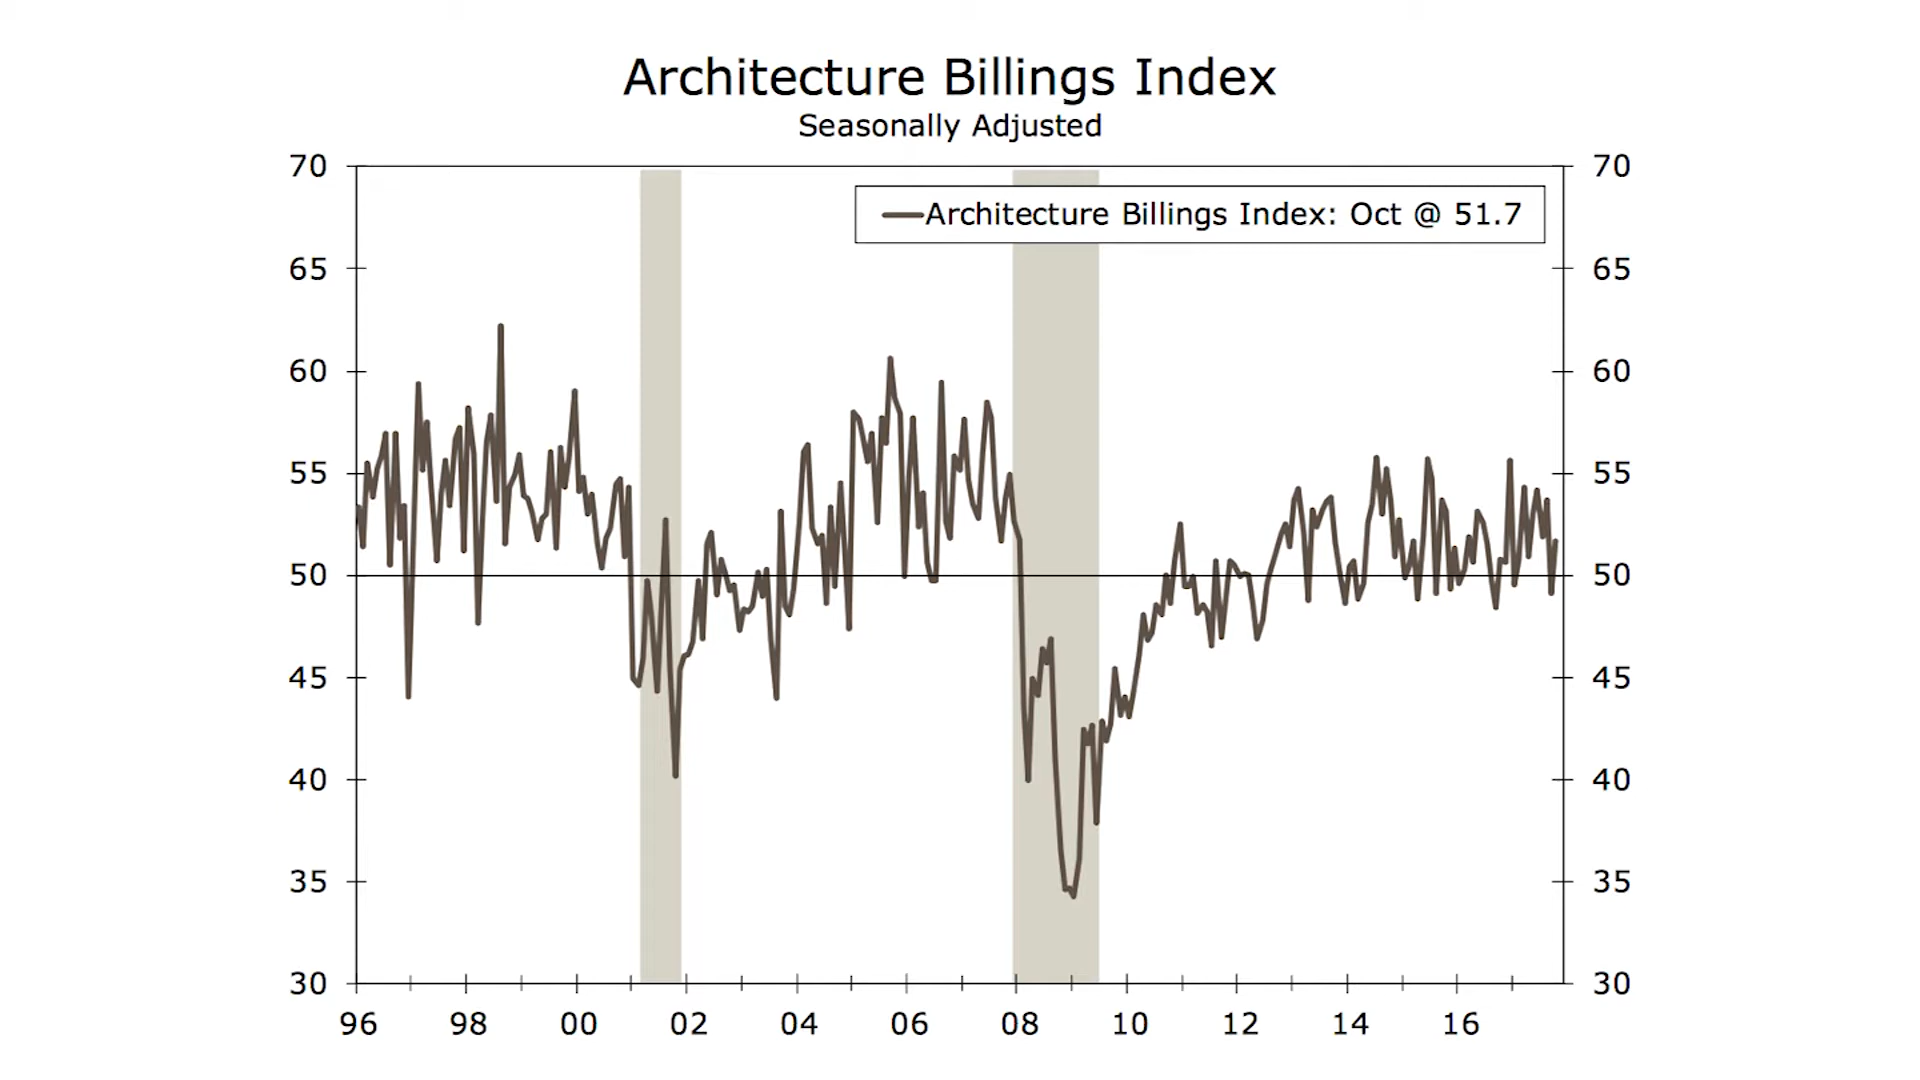 Architecture Billings Index
Seasonally Adjusted
70 70
Architecture Billings Index: Oct @ 51.7
65 65
60 60
55 55
50 50
45 45
40 40
35 35
30 30
96 98 00 02 04 06 08 10 12 14 16